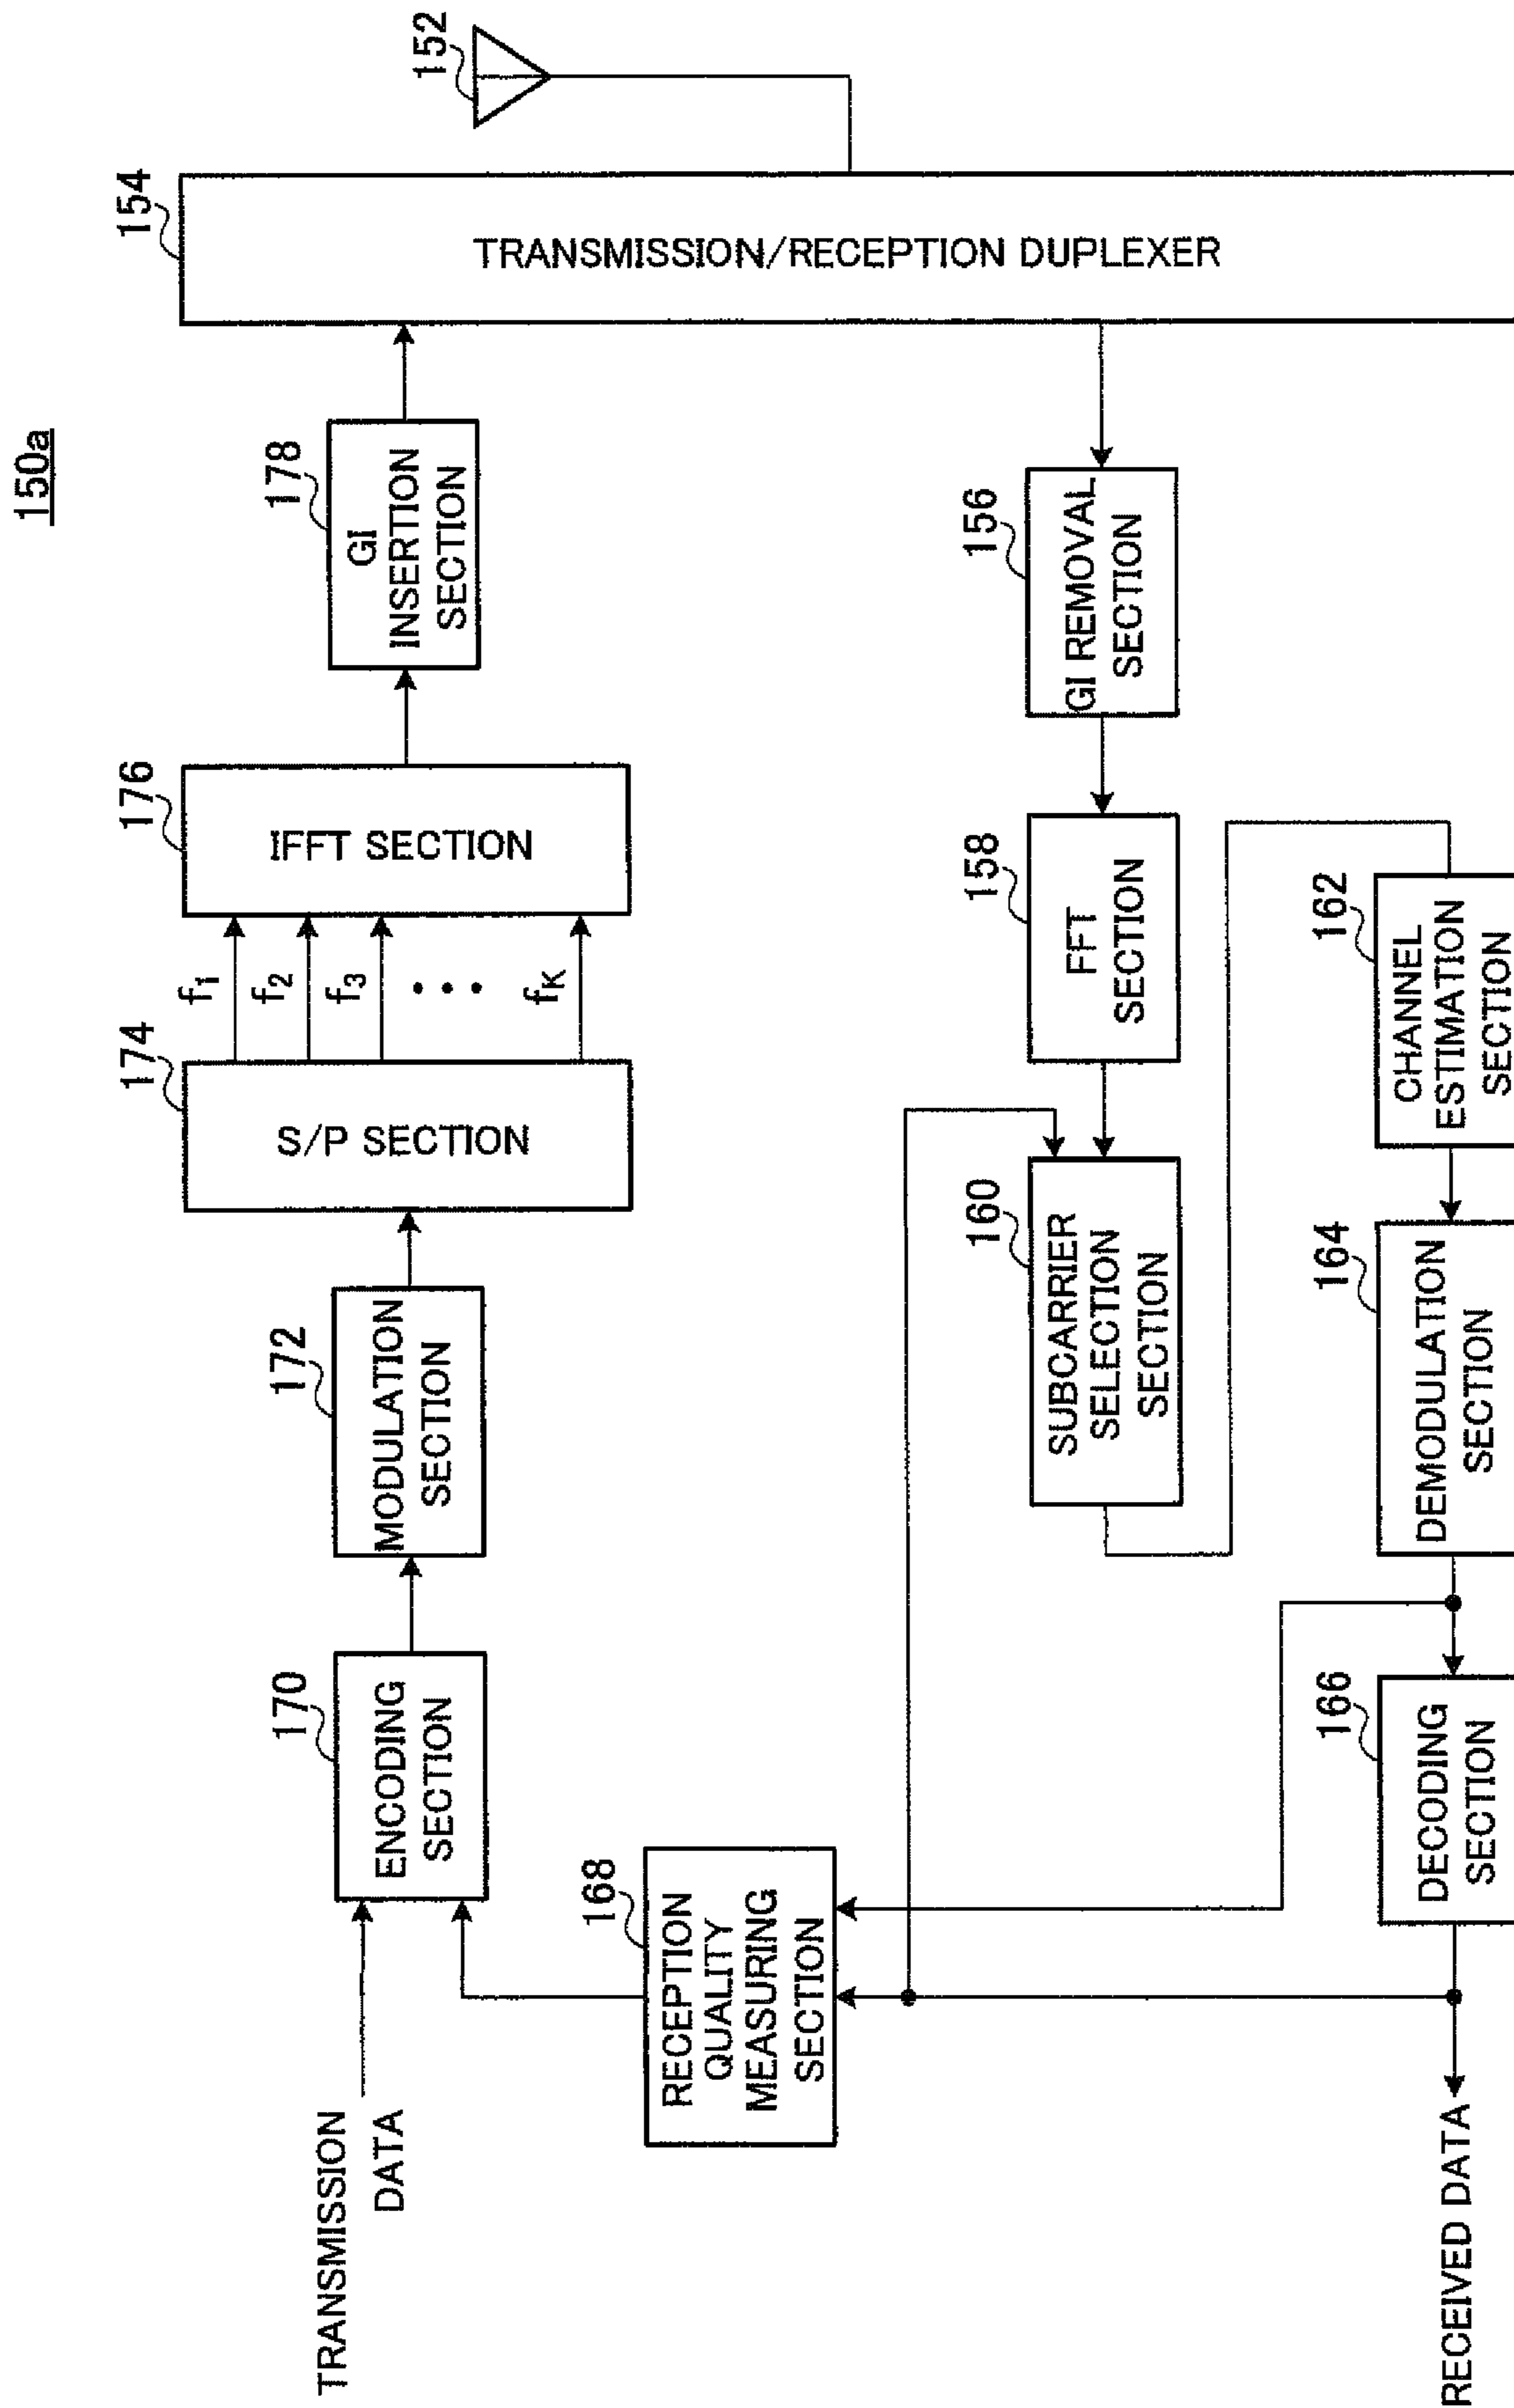 150a
152
154
TRANSMISSION/RECEPTION DUPLEXER
178
GI
INSERTION
SECTION
176
IFFT SECTION
f1
f2
f3
• • •
fK
174
S/P SECTION
172
MODULATION
SECTION
170
ENCODING
SECTION
TRANSMISSION
DATA
156
GI REMOVAL
SECTION
158
FFT
SECTION
160
SUBCARRIER
SELECTION
SECTION
162
CHANNEL
ESTIMATION
SECTION
164
DEMODULATION
SECTION
166
DECODING
SECTION
168
RECEPTION
QUALITY
MEASURING
SECTION
RECEIVED DATA